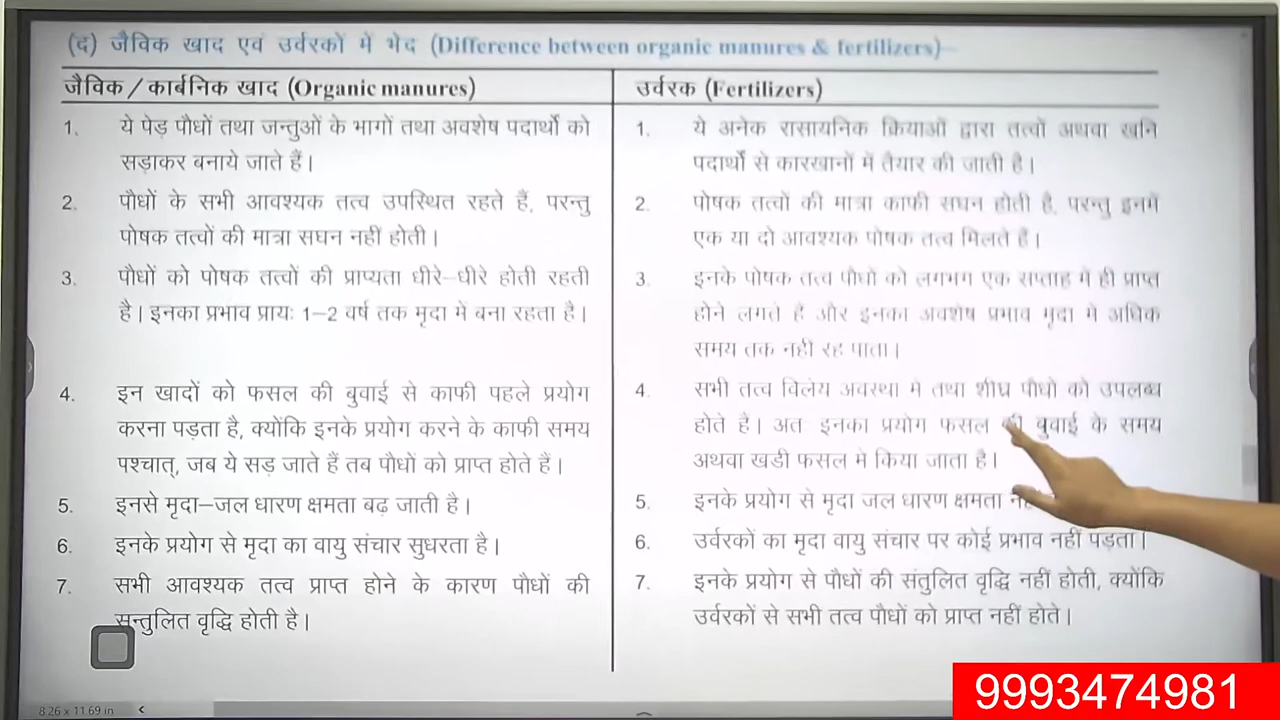 (द) जैविक खाद एवं उर्वरकों में भेद (Difference between organic manures & fertilizers)–
जैविक / कार्बनिक खाद (Organic manures)
1. ये पेड़ पौधों तथा जन्तुओं के भागों तथा अवशेष पदार्थो को
सड़ाकर बनाये जाते हैं।
2. पौधों के सभी आवश्यक तत्व उपस्थित रहते हैं, परन्तु
पोषक तत्वों की मात्रा सघन नहीं होती।
3. पौधों को पोषक तत्वों की प्राप्यता धीरे–धीरे होती रहती
है। इनका प्रभाव प्रायः 1–2 वर्ष तक मृदा में बना रहता है।
4. इन खादों को फसल की बुवाई से काफी पहले प्रयोग
करना पड़ता है, क्योंकि इनके प्रयोग करने के काफी समय
पश्चात्, जब ये सड़ जाते हैं तब पौधों को प्राप्त होते हैं।
5. इनसे मृदा–जल धारण क्षमता बढ़ जाती है।
6. इनके प्रयोग से मृदा का वायु संचार सुधरता है।
7. सभी आवश्यक तत्व प्राप्त होने के कारण पौधों की
सन्तुलित वृद्धि होती है।
उर्वरक (Fertilizers)
1. ये अनेक रासायनिक क्रियाओं द्वारा तत्वों अथवा खनि
पदार्थों से कारखानों में तैयार की जाती है।
2. पोषक तत्वों की मात्रा काफी सघन होती है, परन्तु इनमें
एक या दो आवश्यक पोषक तत्व मिलते हैं।
3. इनके पोषक तत्व पौधों को लगभग एक सप्ताह में ही प्राप्त
होने लगते हैं और इनका अवशेष प्रभाव मृदा में अधिक
समय तक नहीं रह पाता।
4. सभी तत्व विलेय अवस्था में तथा शीघ्र पौधों को उपलब्ध
होते है। अतः इनका प्रयोग फसल की बुवाई के समय
अथवा खडी फसल मे किया जाता है।
5. इनके प्रयोग से मृदा जल धारण क्षमता
6. उर्वरकों का मृदा वायु संचार पर कोई प्रभाव नहीं पड़ता।
7. इनके प्रयोग से पौधों की संतुलित वृद्धि नहीं होती, क्योंकि
उर्वरकों से सभी तत्व पौधों को प्राप्त नहीं होते।
8.26 x 11.69 in
9993474981